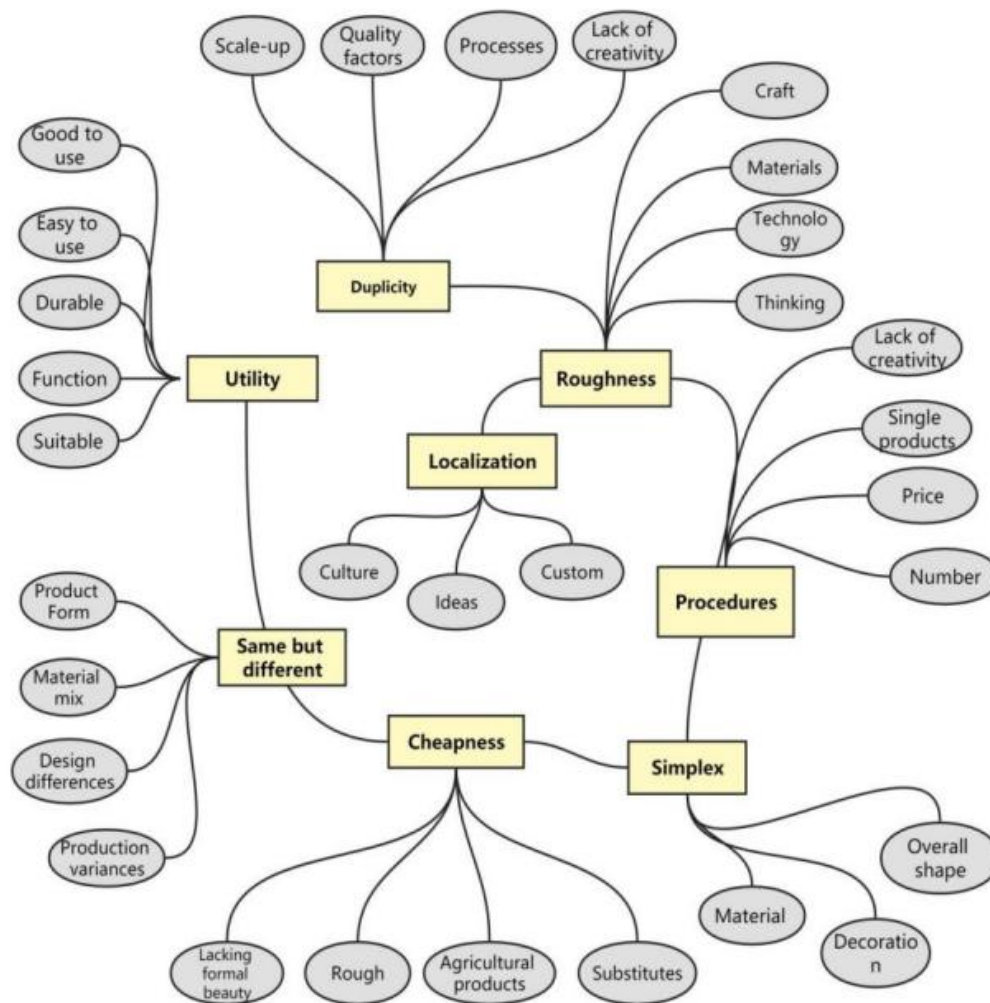 Scale-up
Quality
factors
Processes
Lack of
creativity
Craft
Good to
use
Materials
Easy to
use
Technolo
gy
Duplicity
Durable
Thinking
Lack of
creativity
Utility
Roughness
Function
Single
products
Suitable
Localization
Price
Culture
Custom
Number
Ideas
Procedures
Product
Form
Same but
different
Material
mix
Cheapness
Simplex
Design
differences
Production
variances
Overall
shape
Material
Decoratio
n
Lacking
formal
beauty
Rough
Agricultural
products
Substitutes